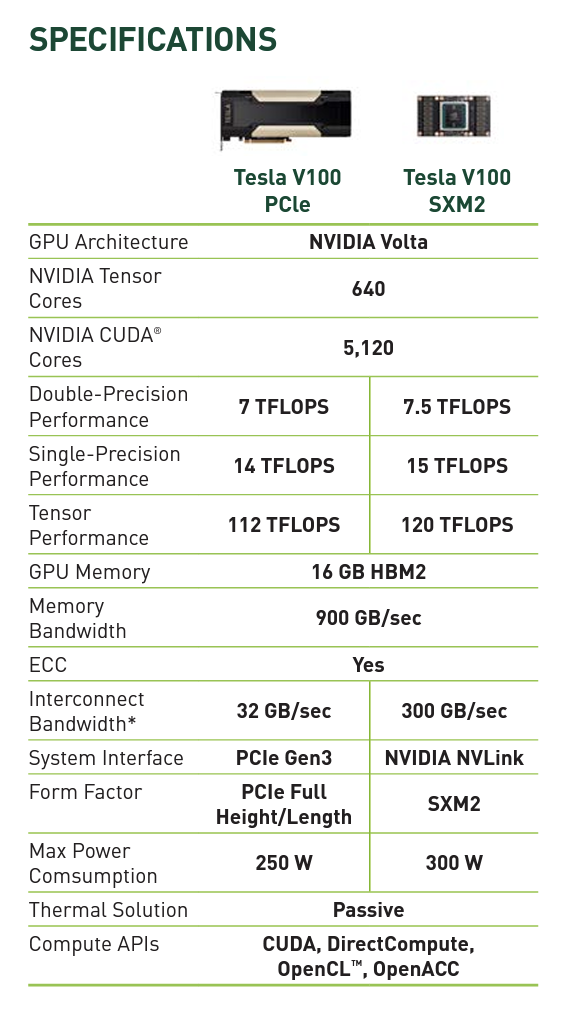 SPECIFICATIONS
TESLA
Tesla V100
PCle
Tesla V100
SXM2
GPU Architecture NVIDIA Volta
NVIDIA Tensor
Cores
640
NVIDIA CUDA®
Cores
5,120
Double-Precision
Performance
7 TFLOPS 7.5 TFLOPS
Single-Precision
Performance
14 TFLOPS 15 TFLOPS
Tensor
Performance
112 TFLOPS 120 TFLOPS
GPU Memory 16 GB HBM2
Memory
Bandwidth
900 GB/sec
ECC Yes
Interconnect
Bandwidth*
32 GB/sec 300 GB/sec
System Interface PCIe Gen3 NVIDIA NVLink
Form Factor PCIe Full
Height/Length
SXM2
Max Power
Comsumption
250 W 300 W
Thermal Solution Passive
Compute APIs CUDA, DirectCompute,
OpenCL™, OpenACC